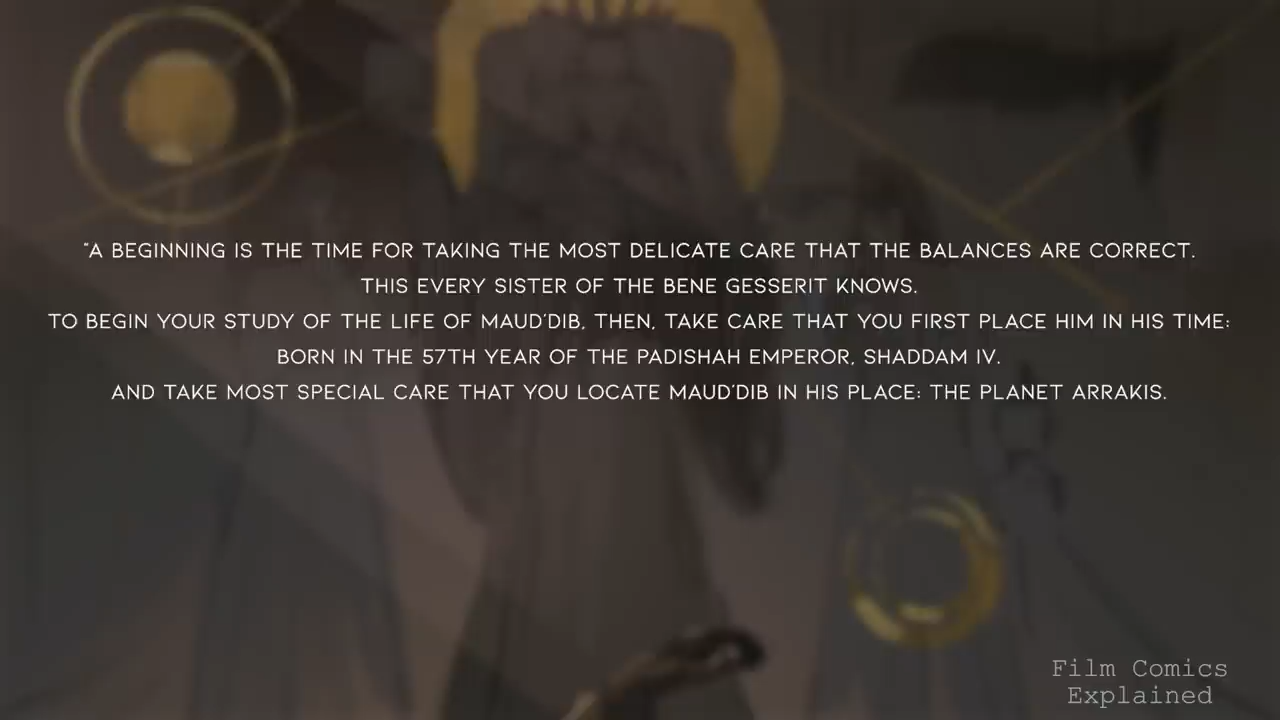 "A BEGINNING IS THE TIME FOR TAKING THE MOST DELICATE CARE THAT THE BALANCES ARE CORRECT.
THIS EVERY SISTER OF THE BENE GESSERIT KNOWS.
TO BEGIN YOUR STUDY OF THE LIFE OF MAUD'DIB, THEN, TAKE CARE THAT YOU FIRST PLACE HIM IN HIS TIME:
BORN IN THE 57TH YEAR OF THE PADISHAH EMPEROR, SHADDAM IV.
AND TAKE MOST SPECIAL CARE THAT YOU LOCATE MAUD'DIB IN HIS PLACE: THE PLANET ARRAKIS.
Film Comics
Explained